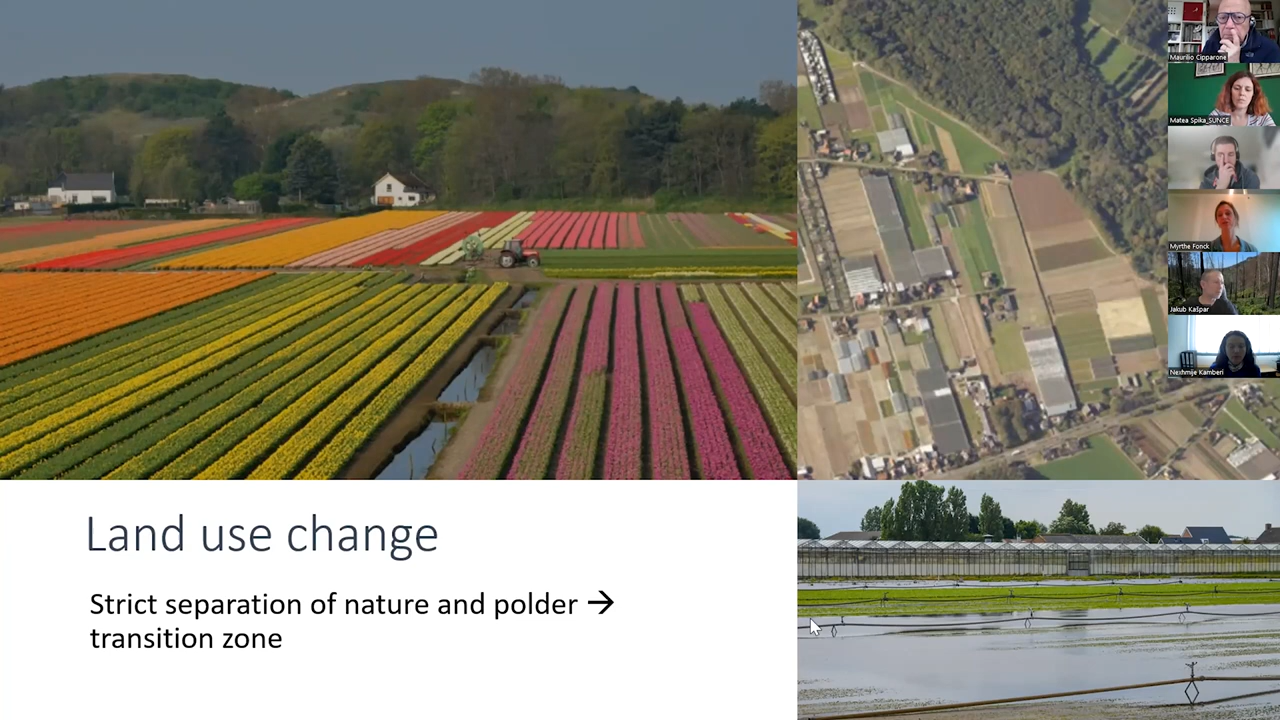 Maurilio Cipparone
Matea Spika_SUNCE
Myrthe Fonck
Jakub Kašpar
Nexhmije Kamberi
Land use change
Strict separation of nature and polder →
transition zone